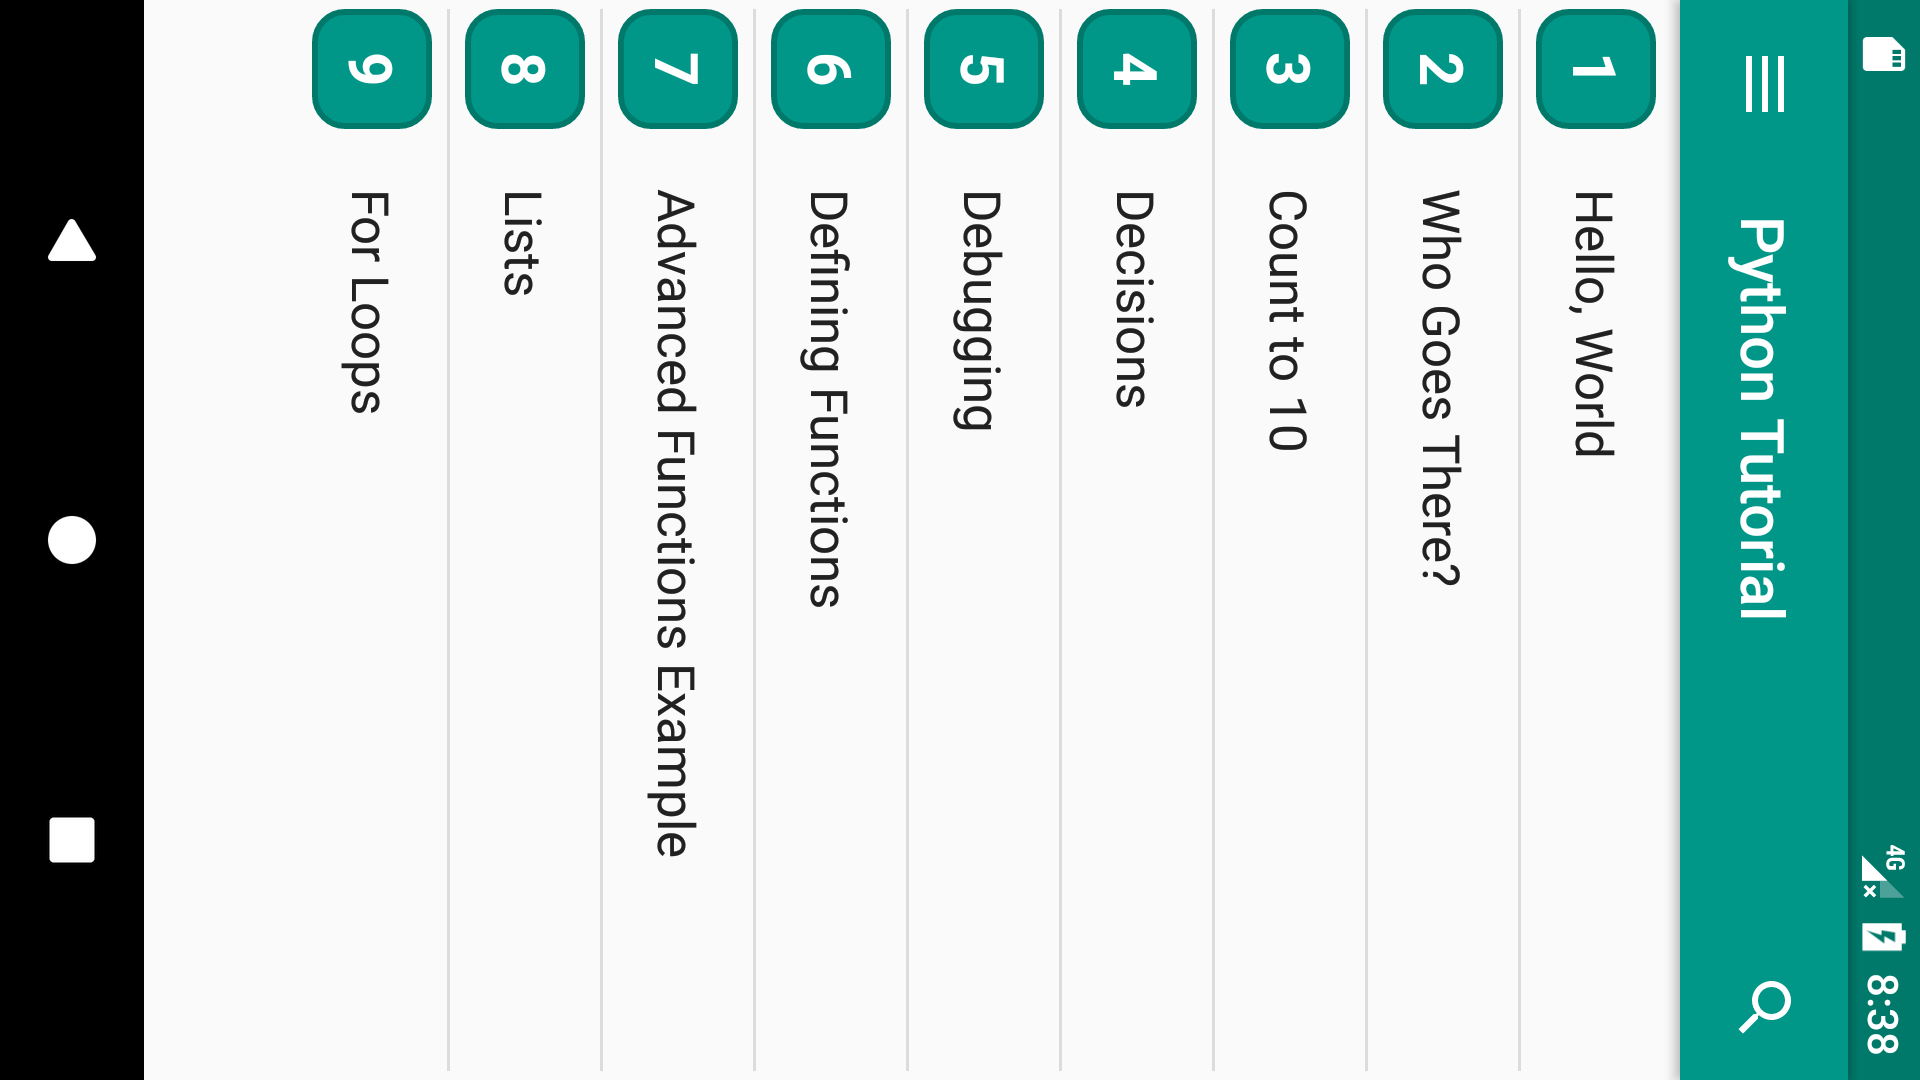 4G
8:38
Python Tutorial
1 Hello, World
2 Who Goes There?
3 Count to 10
4 Decisions
5 Debugging
6 Defining Functions
7 Advanced Functions Example
8 Lists
9 For Loops